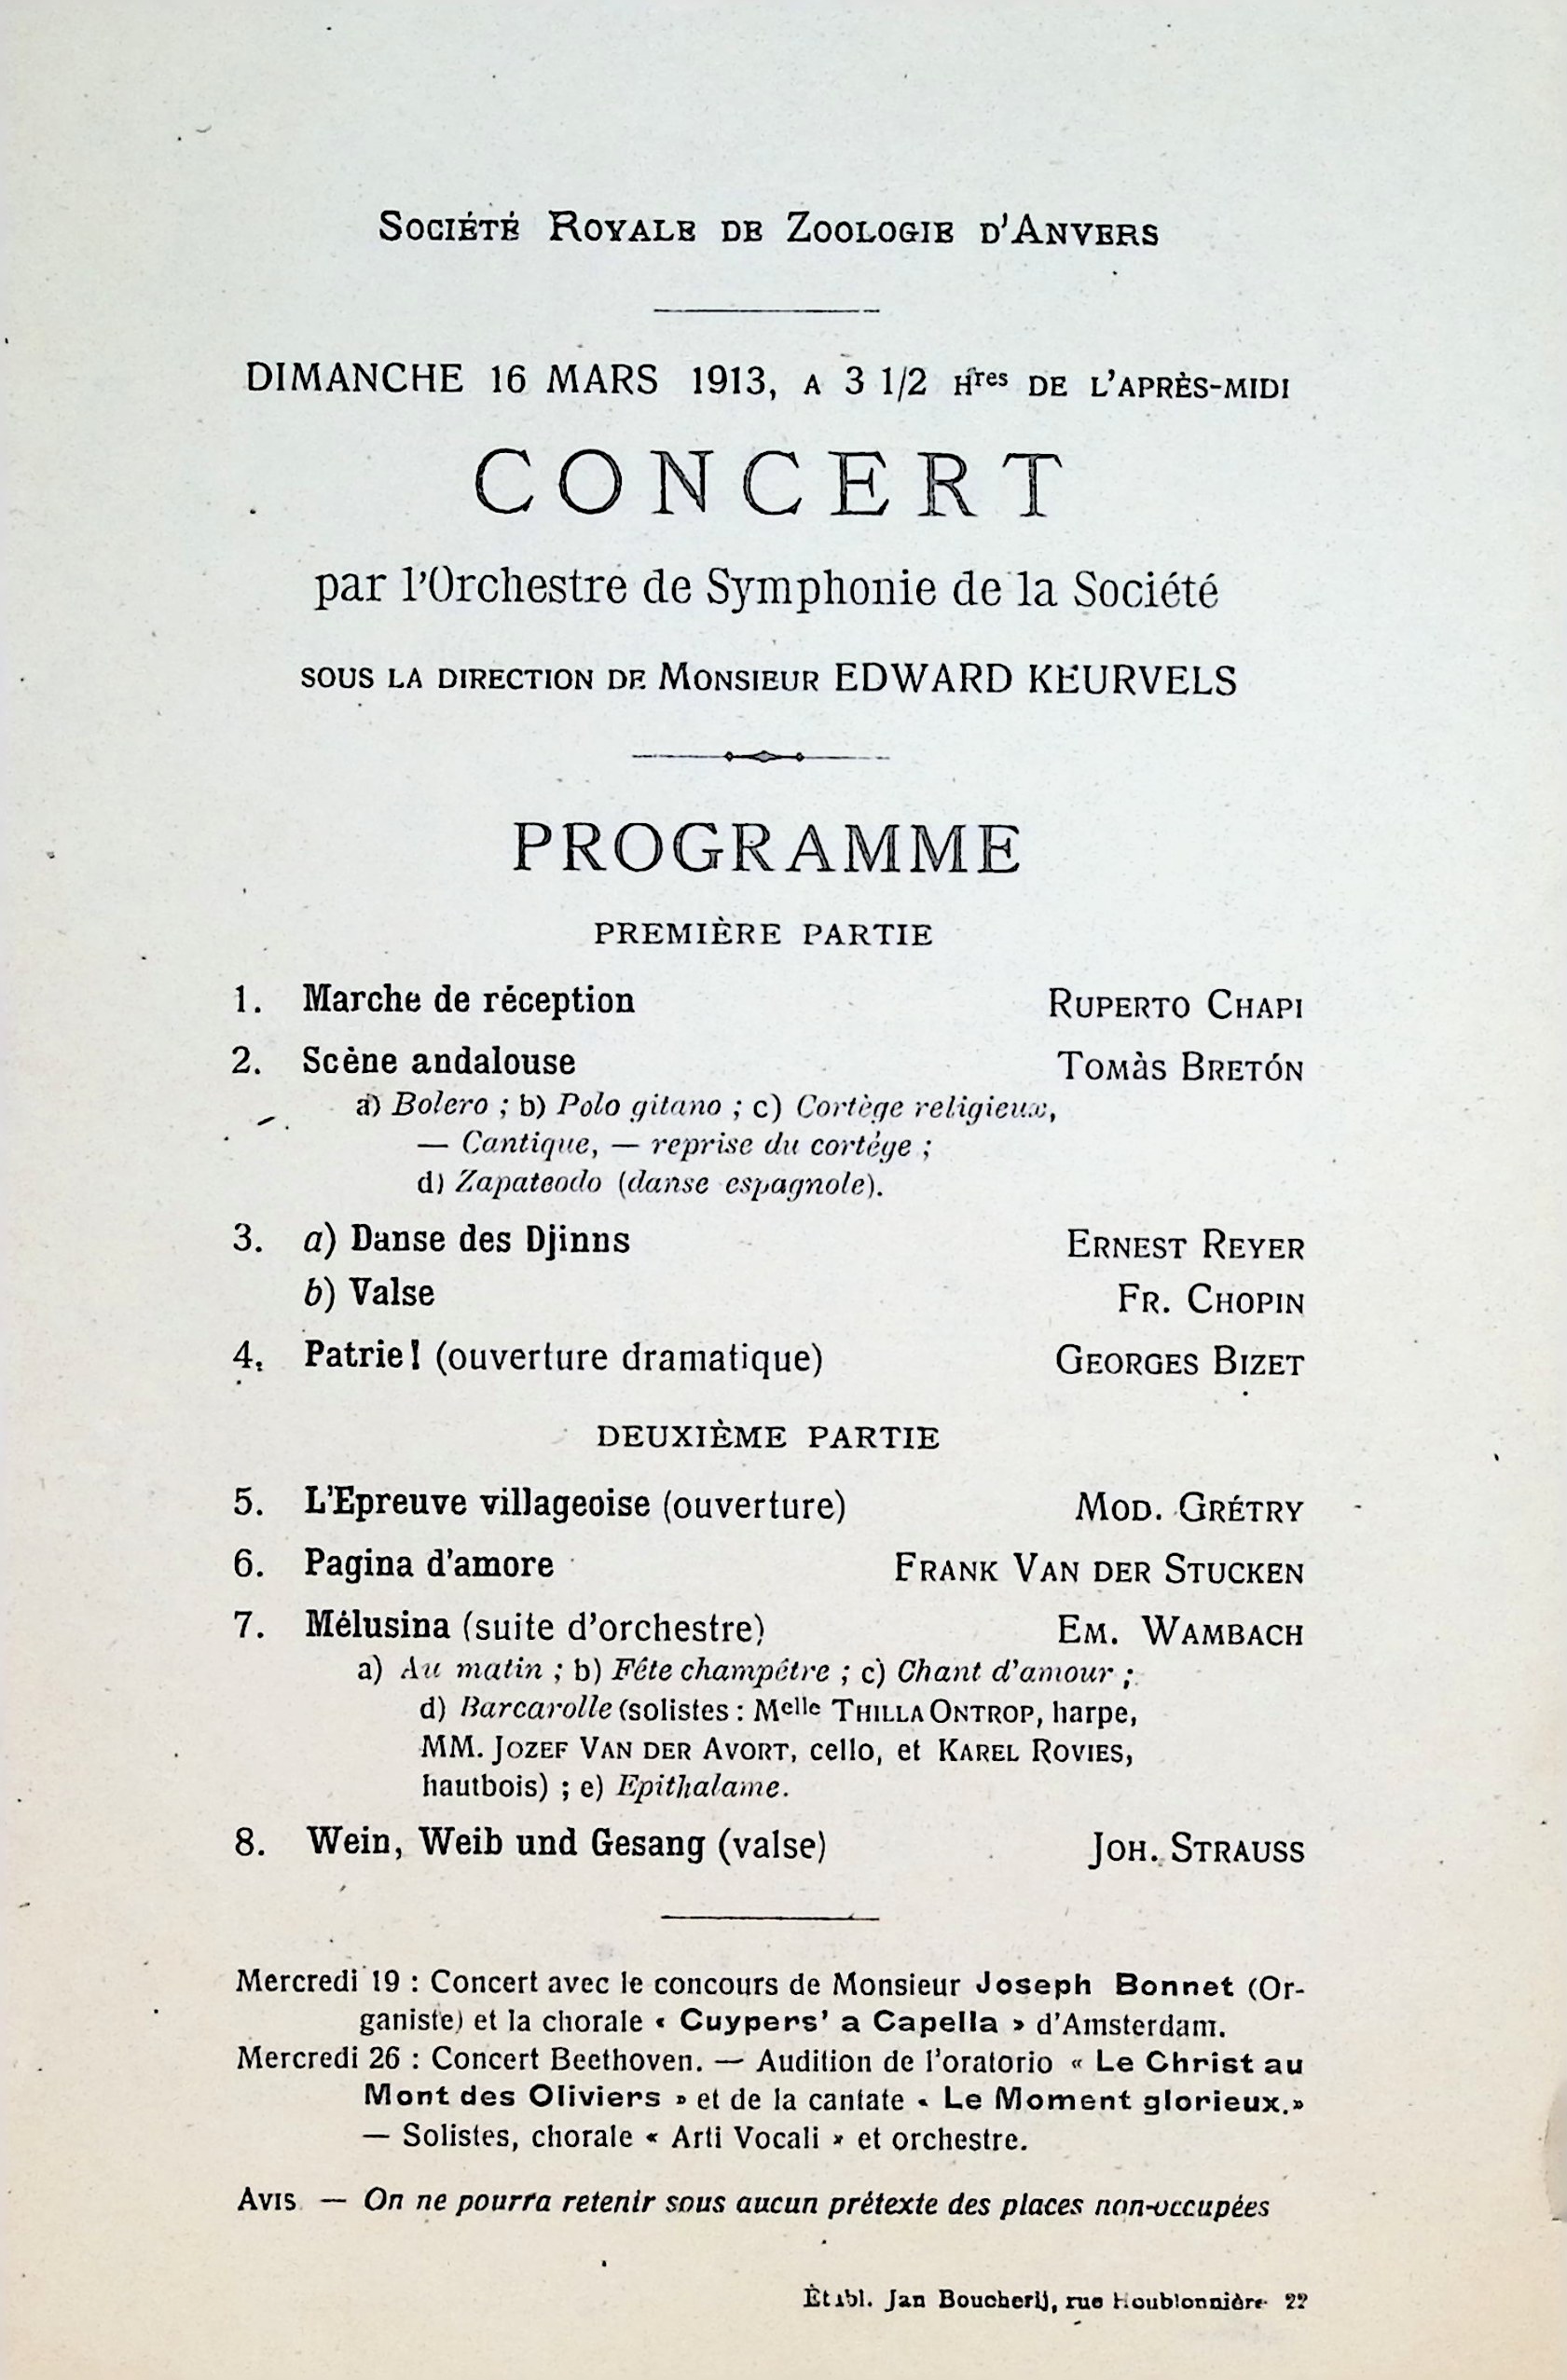 Société Royale de Zoologie d'Anvers
DIMANCHE 16 MARS 1913, A 3 1/2 Hres DE L'APRÈS-MIDI
CONCERT
par l'Orchestre de Symphonie de la Société
SOUS LA DIRECTION DE MONSIEUR EDWARD KEURVELS
PROGRAMME
PREMIÈRE PARTIE
1. Marche de réception RUPERTO CHAPI
2. Scène andalouse TOMàS BRETÓN
a) Bolero ; b) Polo gitano ; c) Cortège religieux,
— Cantique, — reprise du cortège ;
d) Zapateodo (danse espagnole).
3. a) Danse des Djinns ERNEST REYER
b) Valse FR. CHOPIN
4. Patrie! (ouverture dramatique) GEORGES BIZET
DEUXIÈME PARTIE
5. L'Epreuve villageoise (ouverture) MOD. GRÉTRY
6. Pagina d'amore FRANK VAN DER STUCKEN
7. Mélusina (suite d'orchestre) EM. WAMBACH
a) Au matin ; b) Fête champêtre ; c) Chant d'amour ;
d) Barcarolle (solistes : Melle THILLA ONTROP, harpe,
MM. JOZEF VAN DER AVORT, cello, et KAREL ROVIES,
hautbois) ; e) Epithalame.
8. Wein, Weib und Gesang (valse) JOH. STRAUSS
Mercredi 19 : Concert avec le concours de Monsieur Joseph Bonnet (Or-
ganiste) et la chorale « Cuypers' a Capella » d'Amsterdam.
Mercredi 26 : Concert Beethoven. — Audition de l'oratorio « Le Christ au
Mont des Oliviers » et de la cantate « Le Moment glorieux.»
— Solistes, chorale « Arti Vocali » et orchestre.
AVIS — On ne pourra retenir sous aucun prétexte des places non-occupées
Établ. Jan Boucherij, rue Houblonnière 22